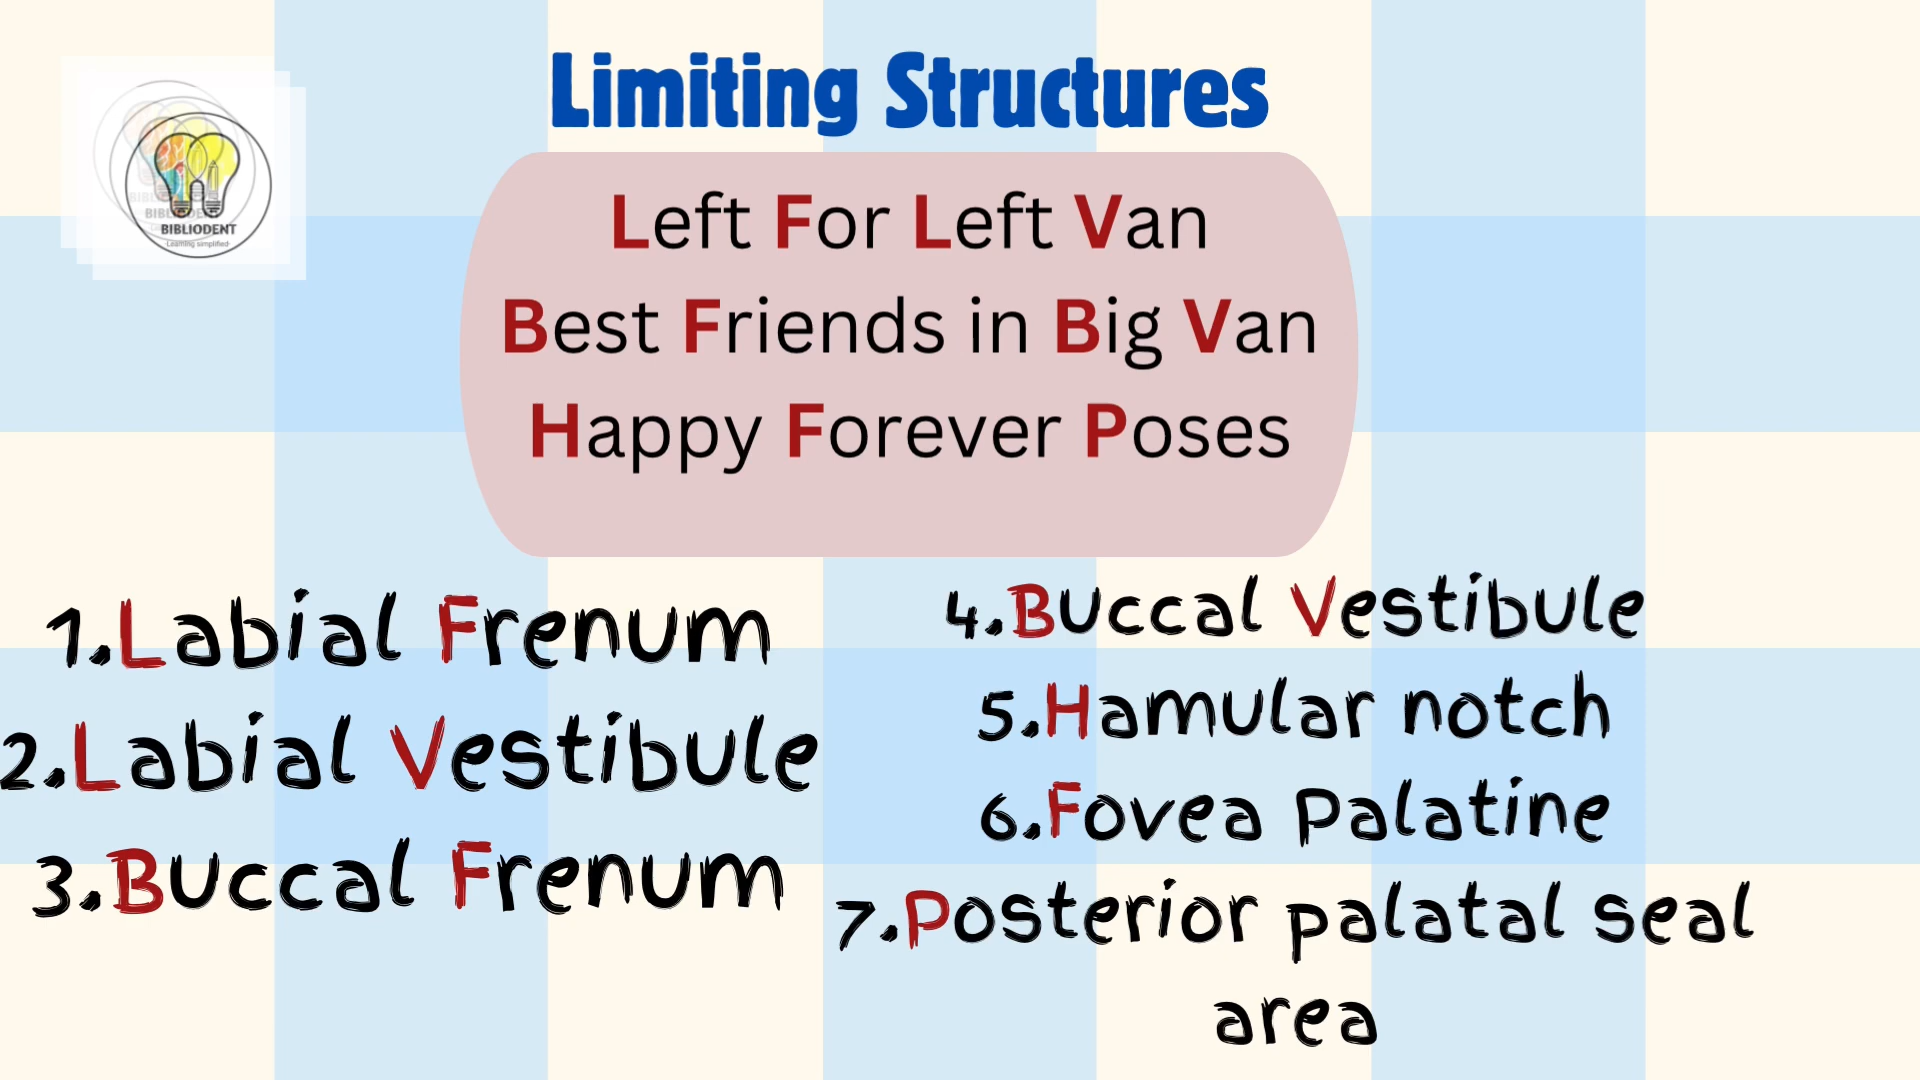 BIBLIODENT
Learning simplified
Limiting Structures
Left For Left Van
Best Friends in Big Van
Happy Forever Poses
1.Labial Frenum
2.Labial Vestibule
3.Buccal Frenum
4.Buccal Vestibule
5.Hamular notch
6.Fovea Palatine
7.Posterior palatal seal
area